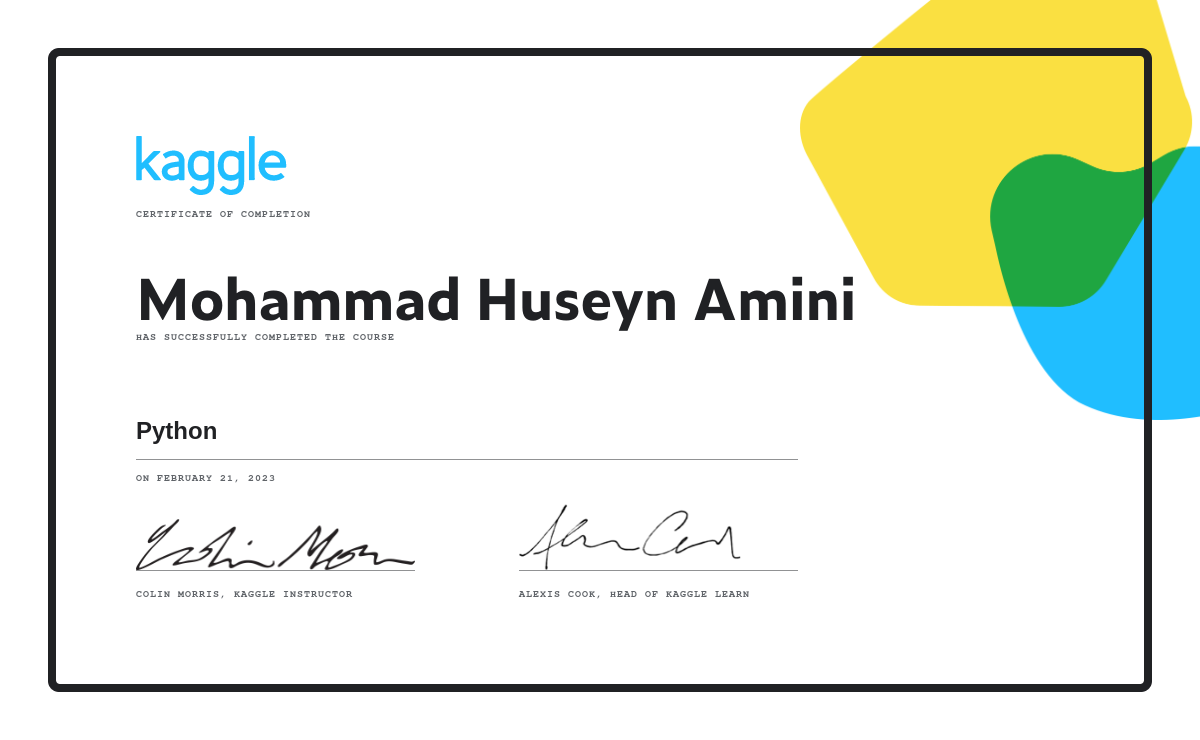 kaggle
CERTIFICATE OF COMPLETION
Mohammad Huseyn Amini
HAS SUCCESSFULLY COMPLETED THE COURSE
Python
ON FEBRUARY 21, 2023
Colin Morris
Alexis Cook
COLIN MORRIS, KAGGLE INSTRUCTOR
ALEXIS COOK, HEAD OF KAGGLE LEARN